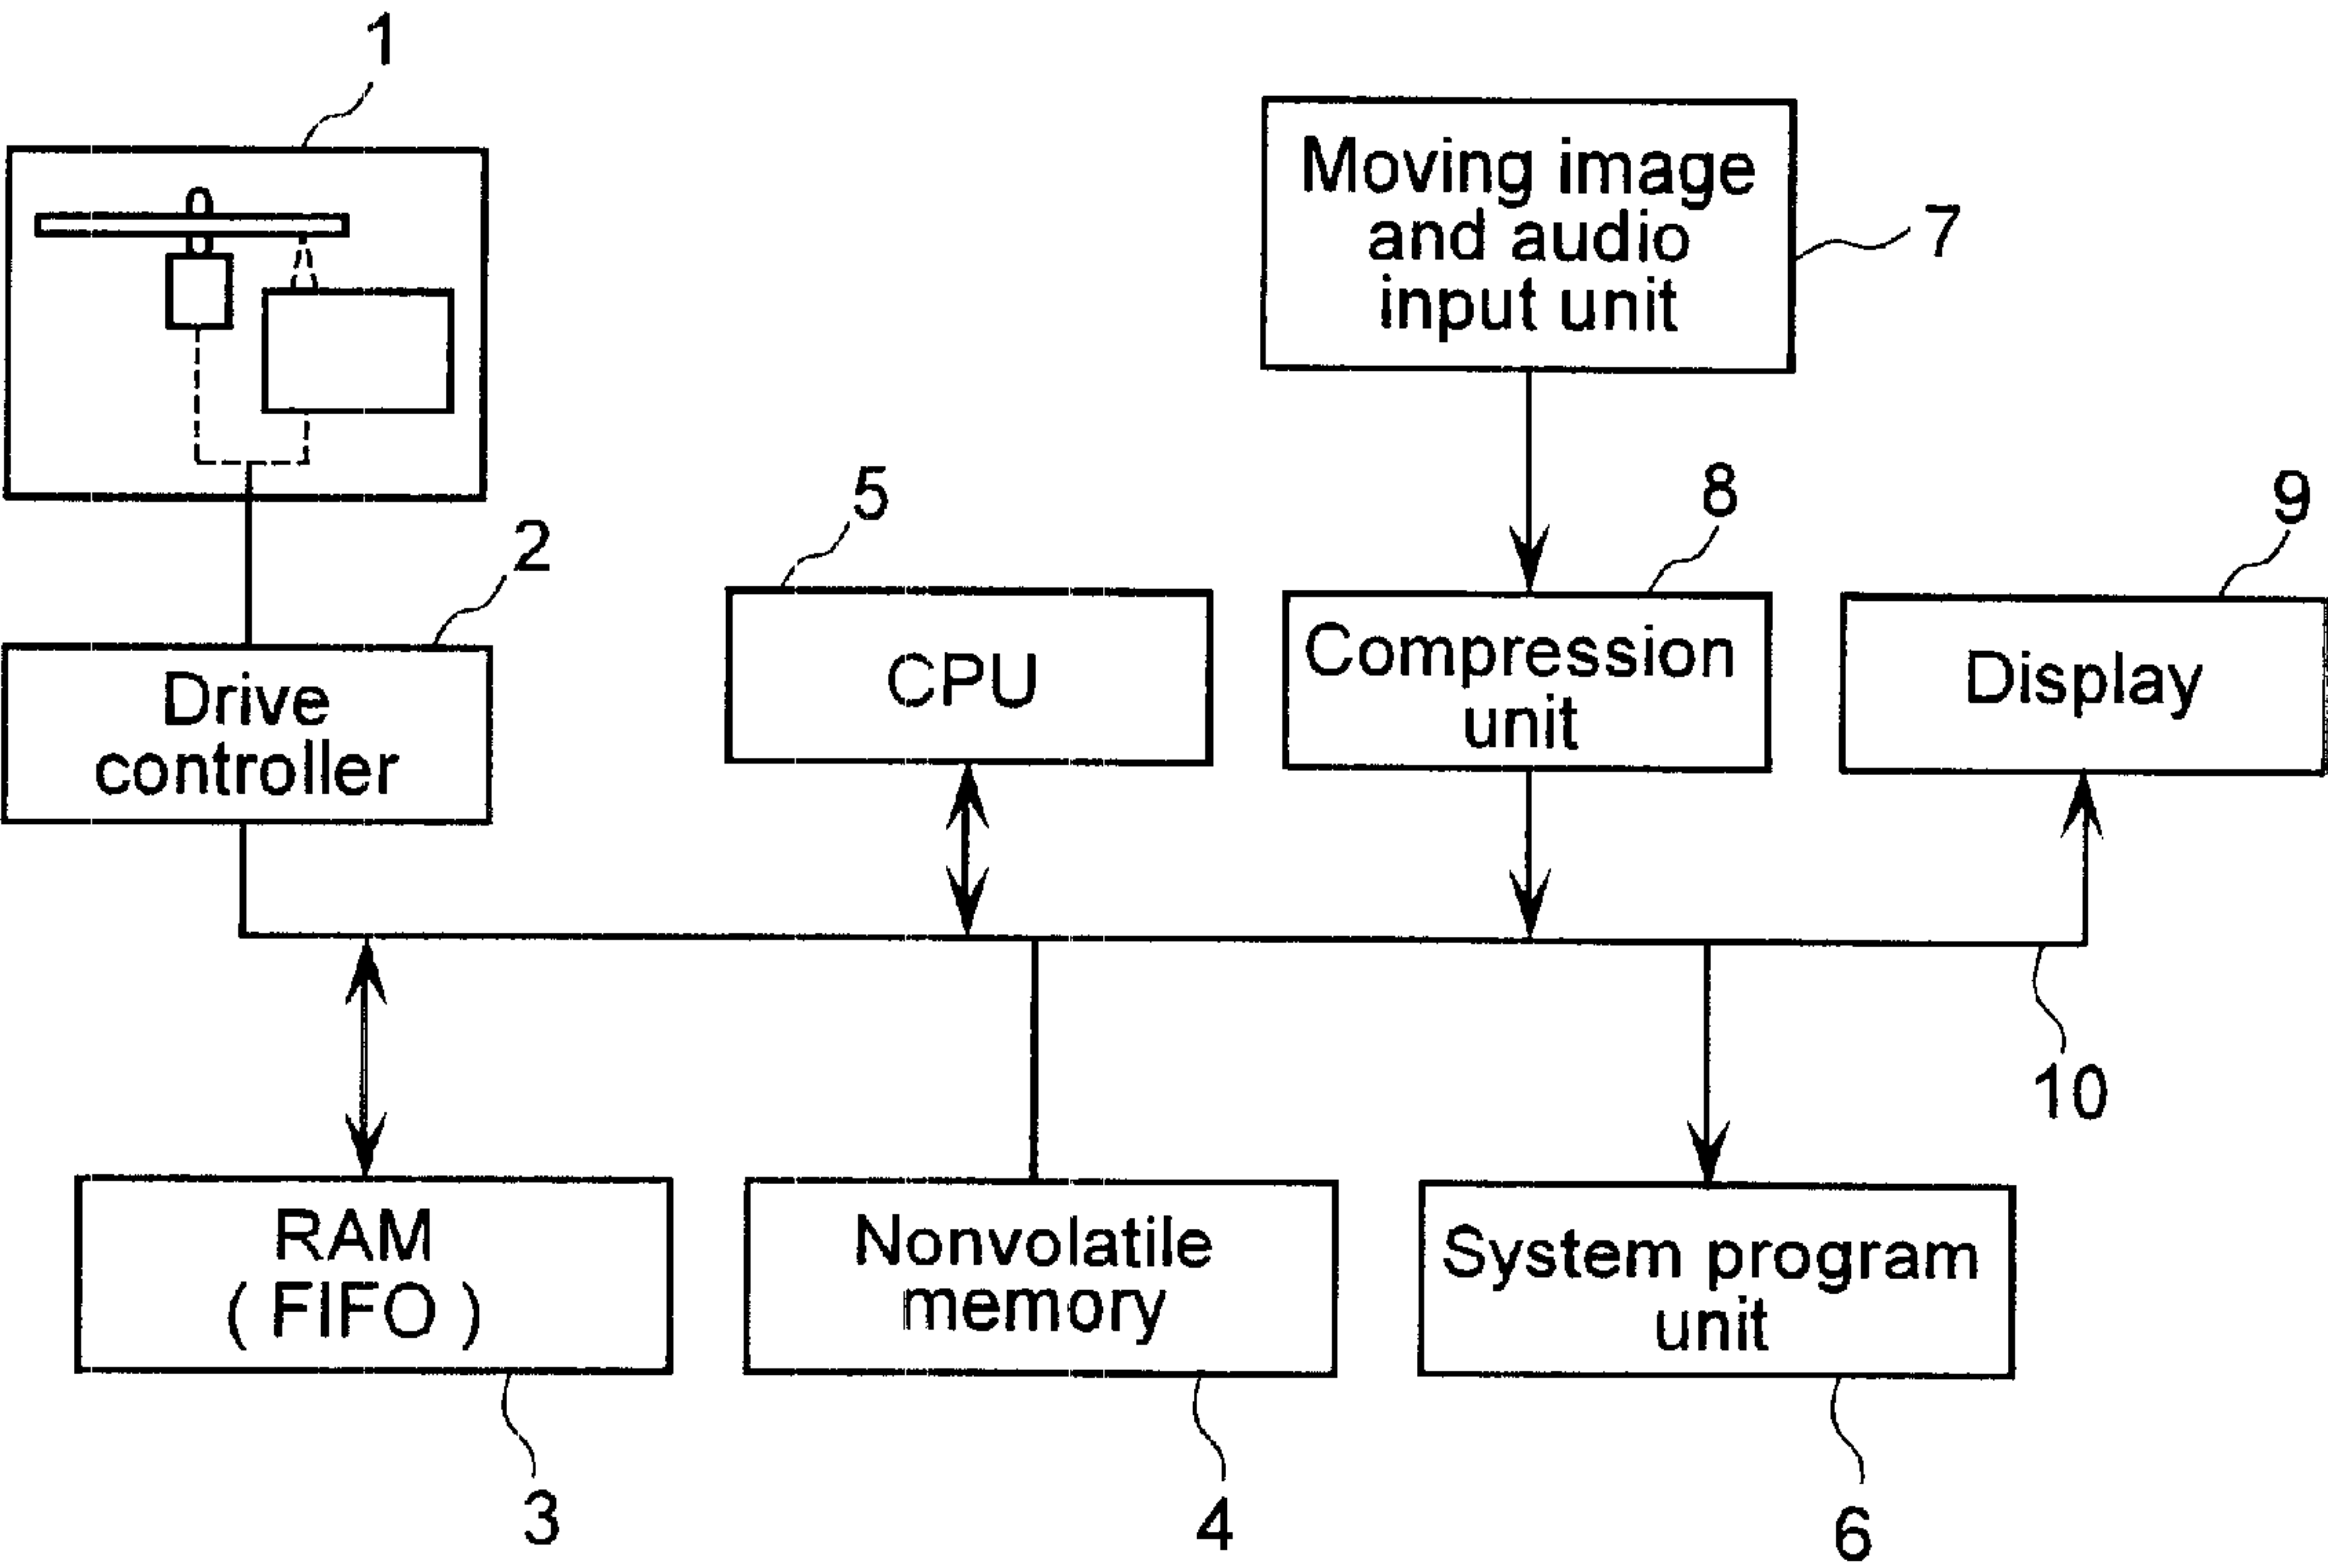 1
Moving image
and audio
input unit
7
5
8
9
2
Drive
controller
CPU
Compression
unit
Display
10
RAM
( FIFO )
Nonvolatile
memory
System program
unit
3
4
6